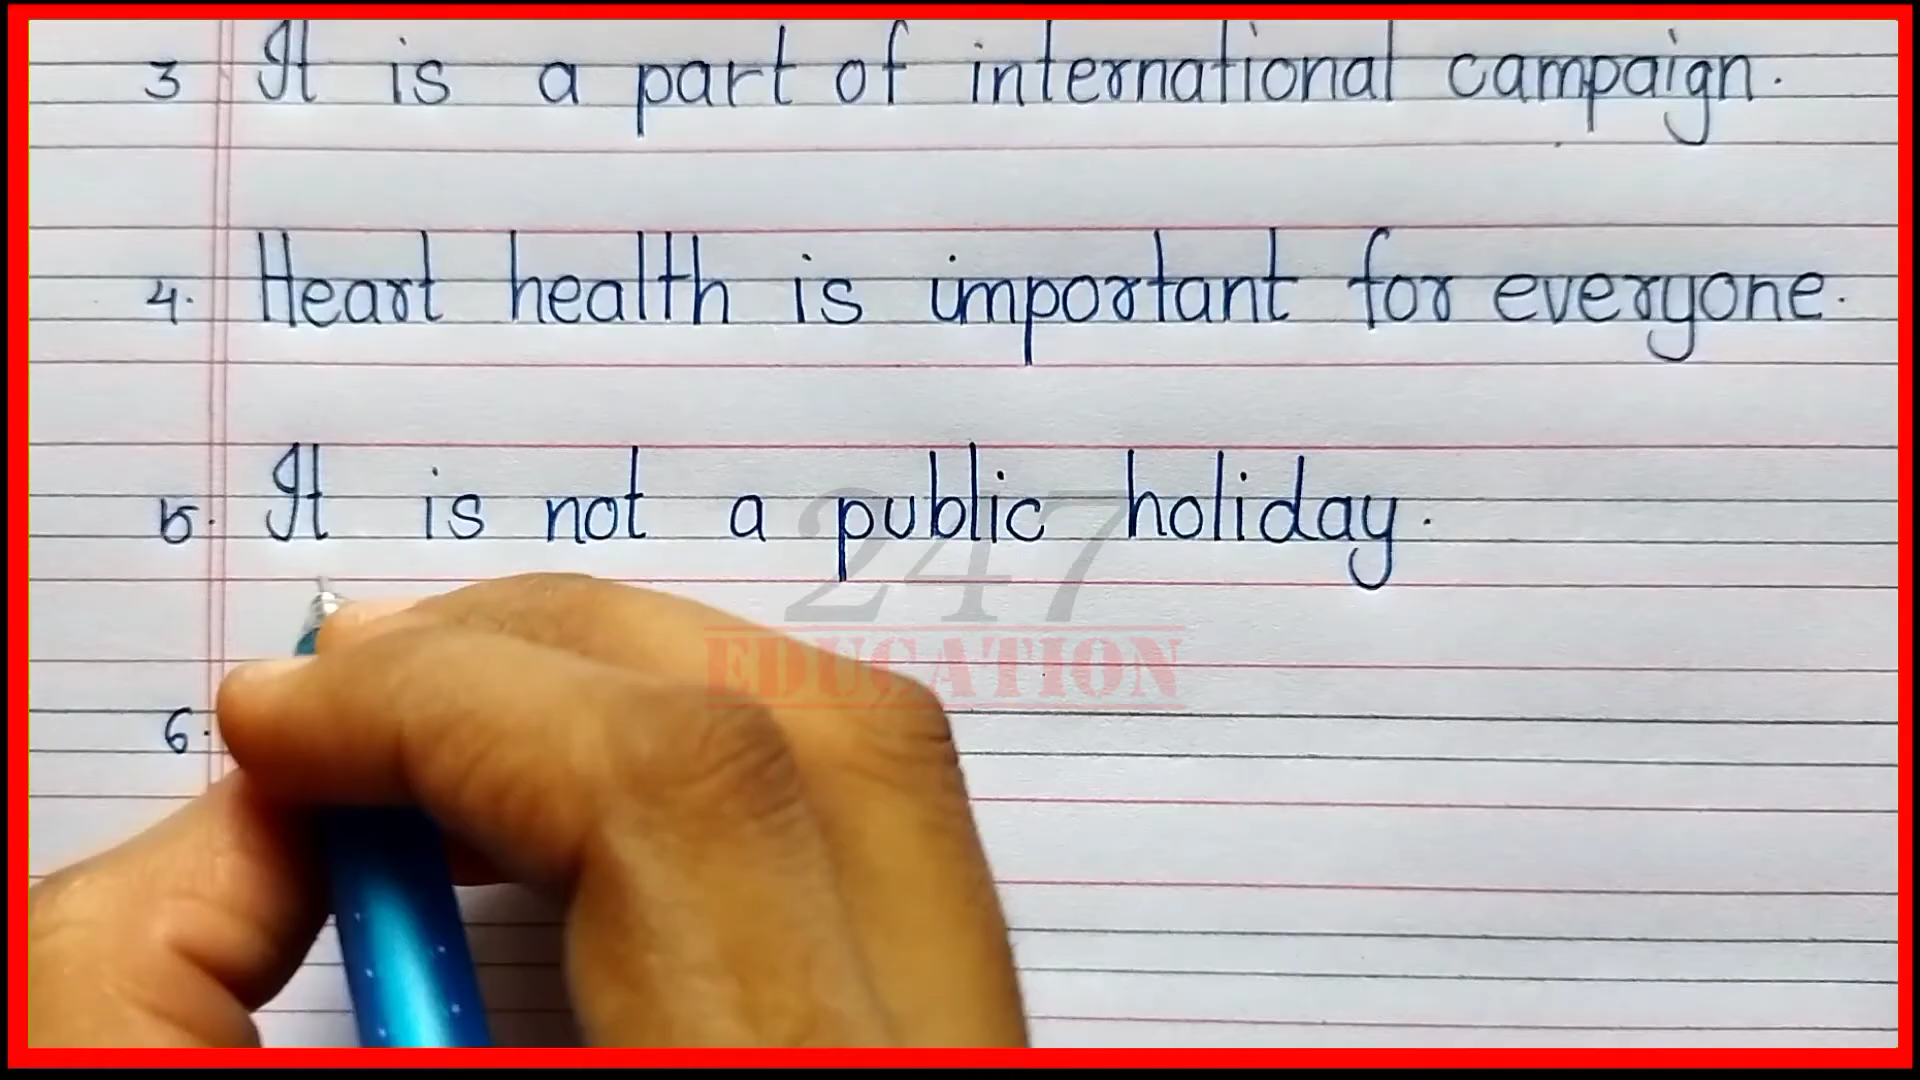 3 It is a part of international campaign.
4. Heart health is important for everyone.
5. It is not a public holiday.
247
EDUCATION
6.